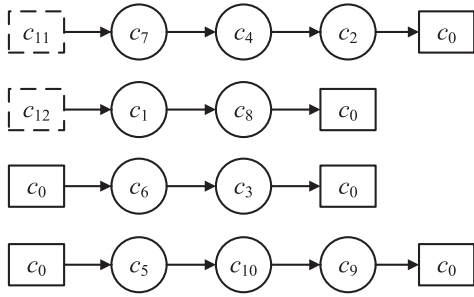 c₁₁ c₇ c₄ c₂ c₀
c₁₂ c₁ c₈ c₀
c₀ c₆ c₃ c₀
c₀ c₅ c₁₀ c₉ c₀